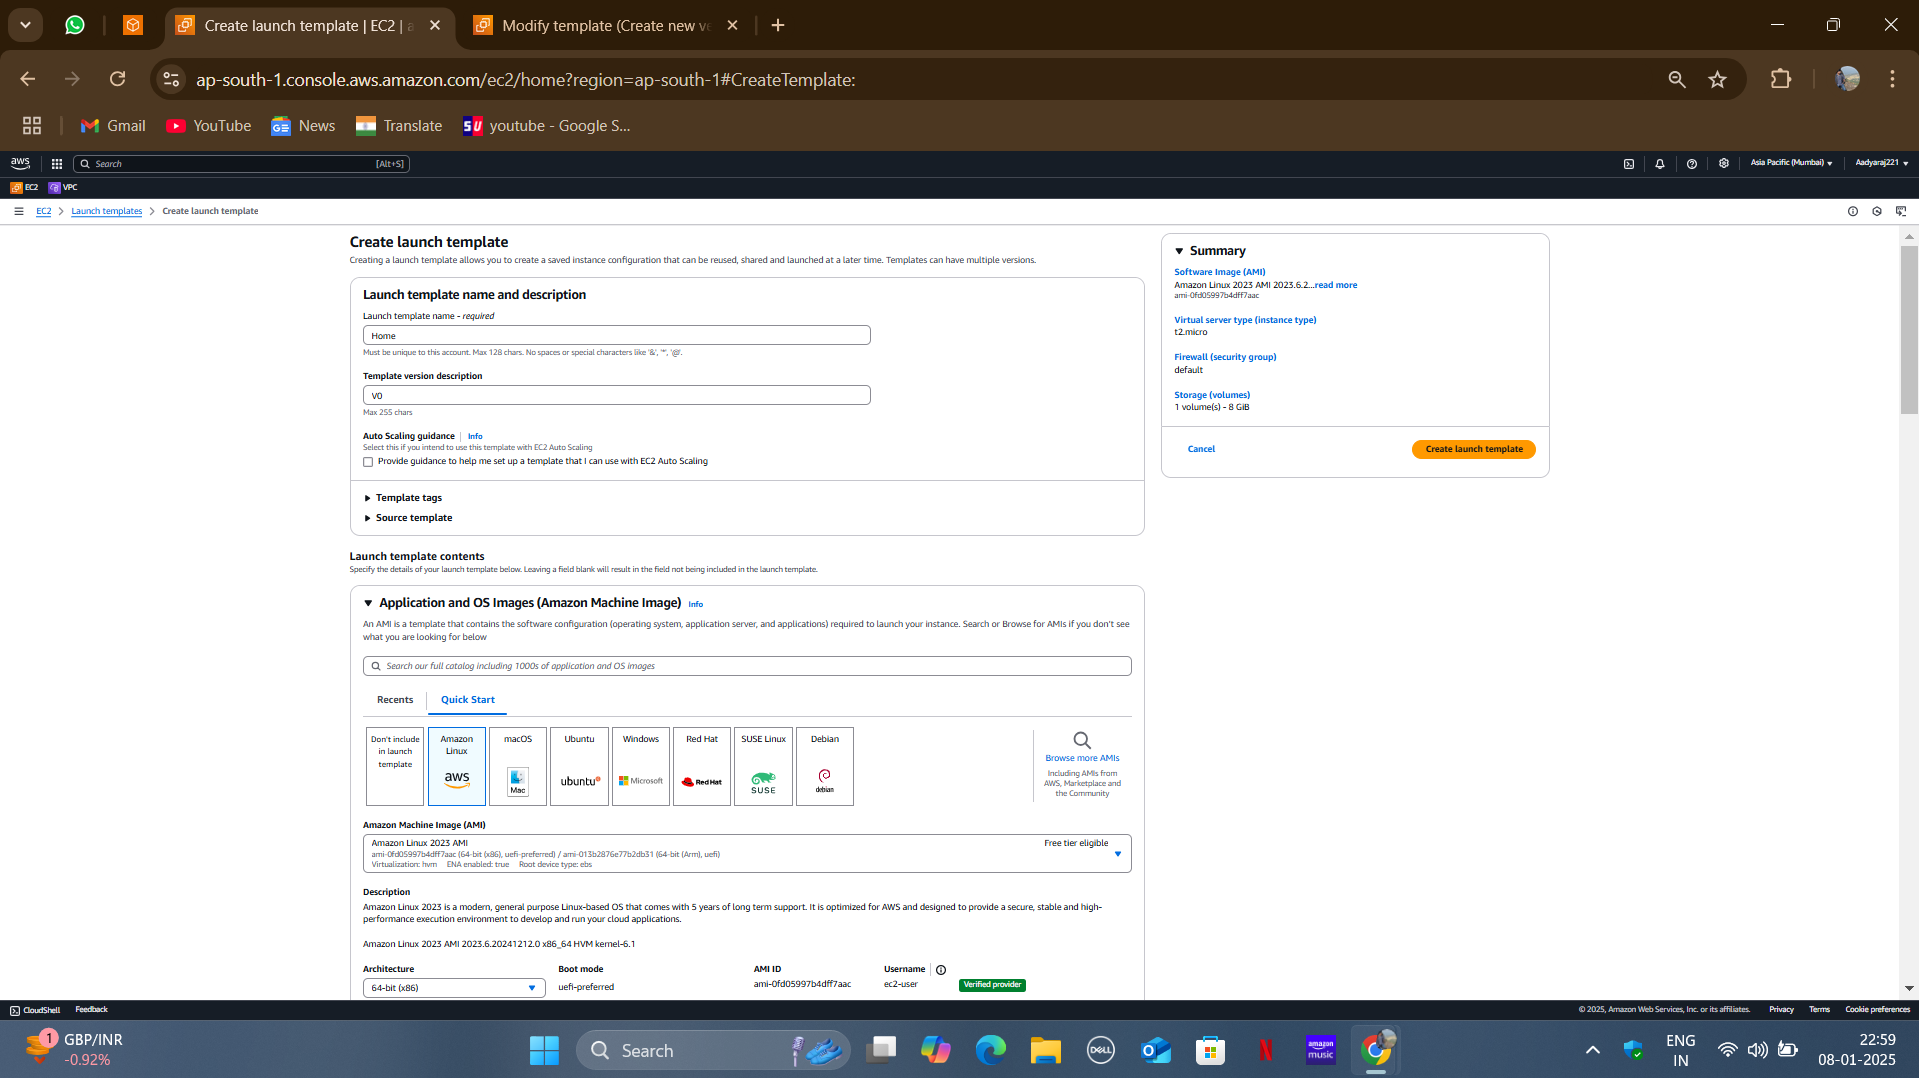 Create launch template | EC2 | a
Modify template (Create new ve
ap-south-1.console.aws.amazon.com/ec2/home?region=ap-south-1#CreateTemplate:
Gmail
YouTube
News
Translate
SU
youtube - Google S...
aws
Search
[Alt+S]
Asia Pacific (Mumbai)
Aadyaraj221
EC2
VPC
EC2
Launch templates
Create launch template
Create launch template
Creating a launch template allows you to create a saved instance configuration that can be reused, shared and launched at a later time. Templates can have multiple versions.
Launch template name and description
Launch template name - required
Home
Must be unique to this account. Max 128 chars. No spaces or special characters like '&', '*', '@'.
Template version description
V0
Max 255 chars
Auto Scaling guidance
Info
Select this if you intend to use this template with EC2 Auto Scaling
Provide guidance to help me set up a template that I can use with EC2 Auto Scaling
Template tags
Source template
Launch template contents
Specify the details of your launch template below. Leaving a field blank will result in the field not being included in the launch template.
Application and OS Images (Amazon Machine Image)
Info
An AMI is a template that contains the software configuration (operating system, application server, and applications) required to launch your instance. Search or Browse for AMIs if you don't see
what you are looking for below
Search our full catalog including 1000s of application and OS images
Recents
Quick Start
Don't include
in launch
template
Amazon
Linux
aws
macOS
Mac
Ubuntu
ubuntu
Windows
Microsoft
Red Hat
Red Hat
SUSE Linux
SUSE
Debian
debian
Browse more AMIs
Including AMIs from
AWS, Marketplace and
the Community
Amazon Machine Image (AMI)
Amazon Linux 2023 AMI
Free tier eligible
ami-0fd05997b4dff7aac (64-bit (x86), uefi-preferred) / ami-013b2876e77b2db31 (64-bit (Arm), uefi)
Virtualization: hvm
ENA enabled: true
Root device type: ebs
Description
Amazon Linux 2023 is a modern, general purpose Linux-based OS that comes with 5 years of long term support. It is optimized for AWS and designed to provide a secure, stable and high-
performance execution environment to develop and run your cloud applications.
Amazon Linux 2023 AMI 2023.6.20241212.0 x86_64 HVM kernel-6.1
Architecture
64-bit (x86)
Boot mode
uefi-preferred
AMI ID
ami-0fd05997b4dff7aac
Username
ec2-user
Verified provider
Summary
Software Image (AMI)
Amazon Linux 2023 AMI 2023.6.2...read more
ami-0fd05997b4dff7aac
Virtual server type (instance type)
t2.micro
Firewall (security group)
default
Storage (volumes)
1 volume(s) - 8 GiB
Cancel
Create launch template
CloudShell
Feedback
© 2025, Amazon Web Services, Inc. or its affiliates.
Privacy
Terms
Cookie preferences
1
GBP/INR
-0.92%
Search
DELL
amazon
music
ENG
IN
22:59
08-01-2025